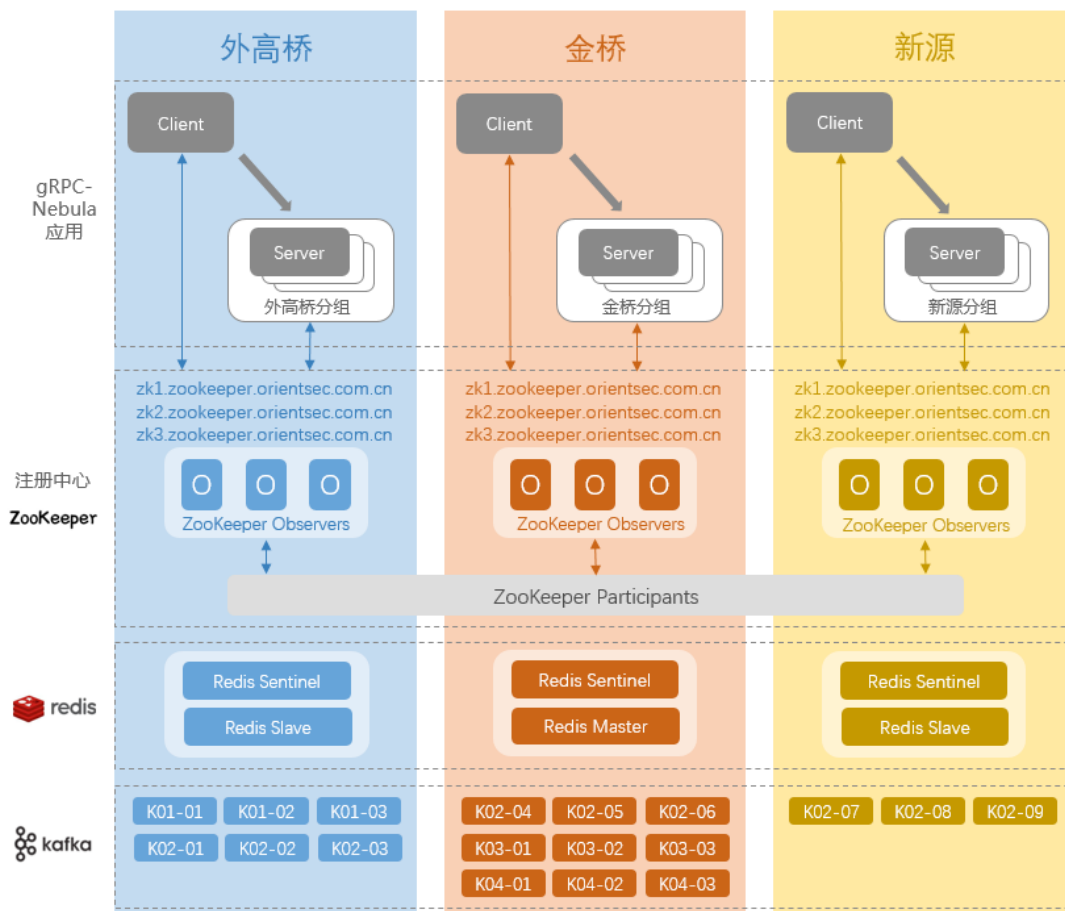 外高桥
金桥
新源
gRPC-
Nebula
应用
Client
Client
Client
Server
外高桥分组
Server
金桥分组
Server
新源分组
注册中心
ZooKeeper
zk1.zookeeper.orientsec.com.cn
zk2.zookeeper.orientsec.com.cn
zk3.zookeeper.orientsec.com.cn
O O O
ZooKeeper Observers
zk1.zookeeper.orientsec.com.cn
zk2.zookeeper.orientsec.com.cn
zk3.zookeeper.orientsec.com.cn
O O O
ZooKeeper Observers
zk1.zookeeper.orientsec.com.cn
zk2.zookeeper.orientsec.com.cn
zk3.zookeeper.orientsec.com.cn
O O O
ZooKeeper Observers
ZooKeeper Participants
redis
Redis Sentinel
Redis Slave
Redis Sentinel
Redis Master
Redis Sentinel
Redis Slave
kafka
K01-01 K01-02 K01-03
K02-01 K02-02 K02-03
K02-04 K02-05 K02-06
K03-01 K03-02 K03-03
K04-01 K04-02 K04-03
K02-07 K02-08 K02-09